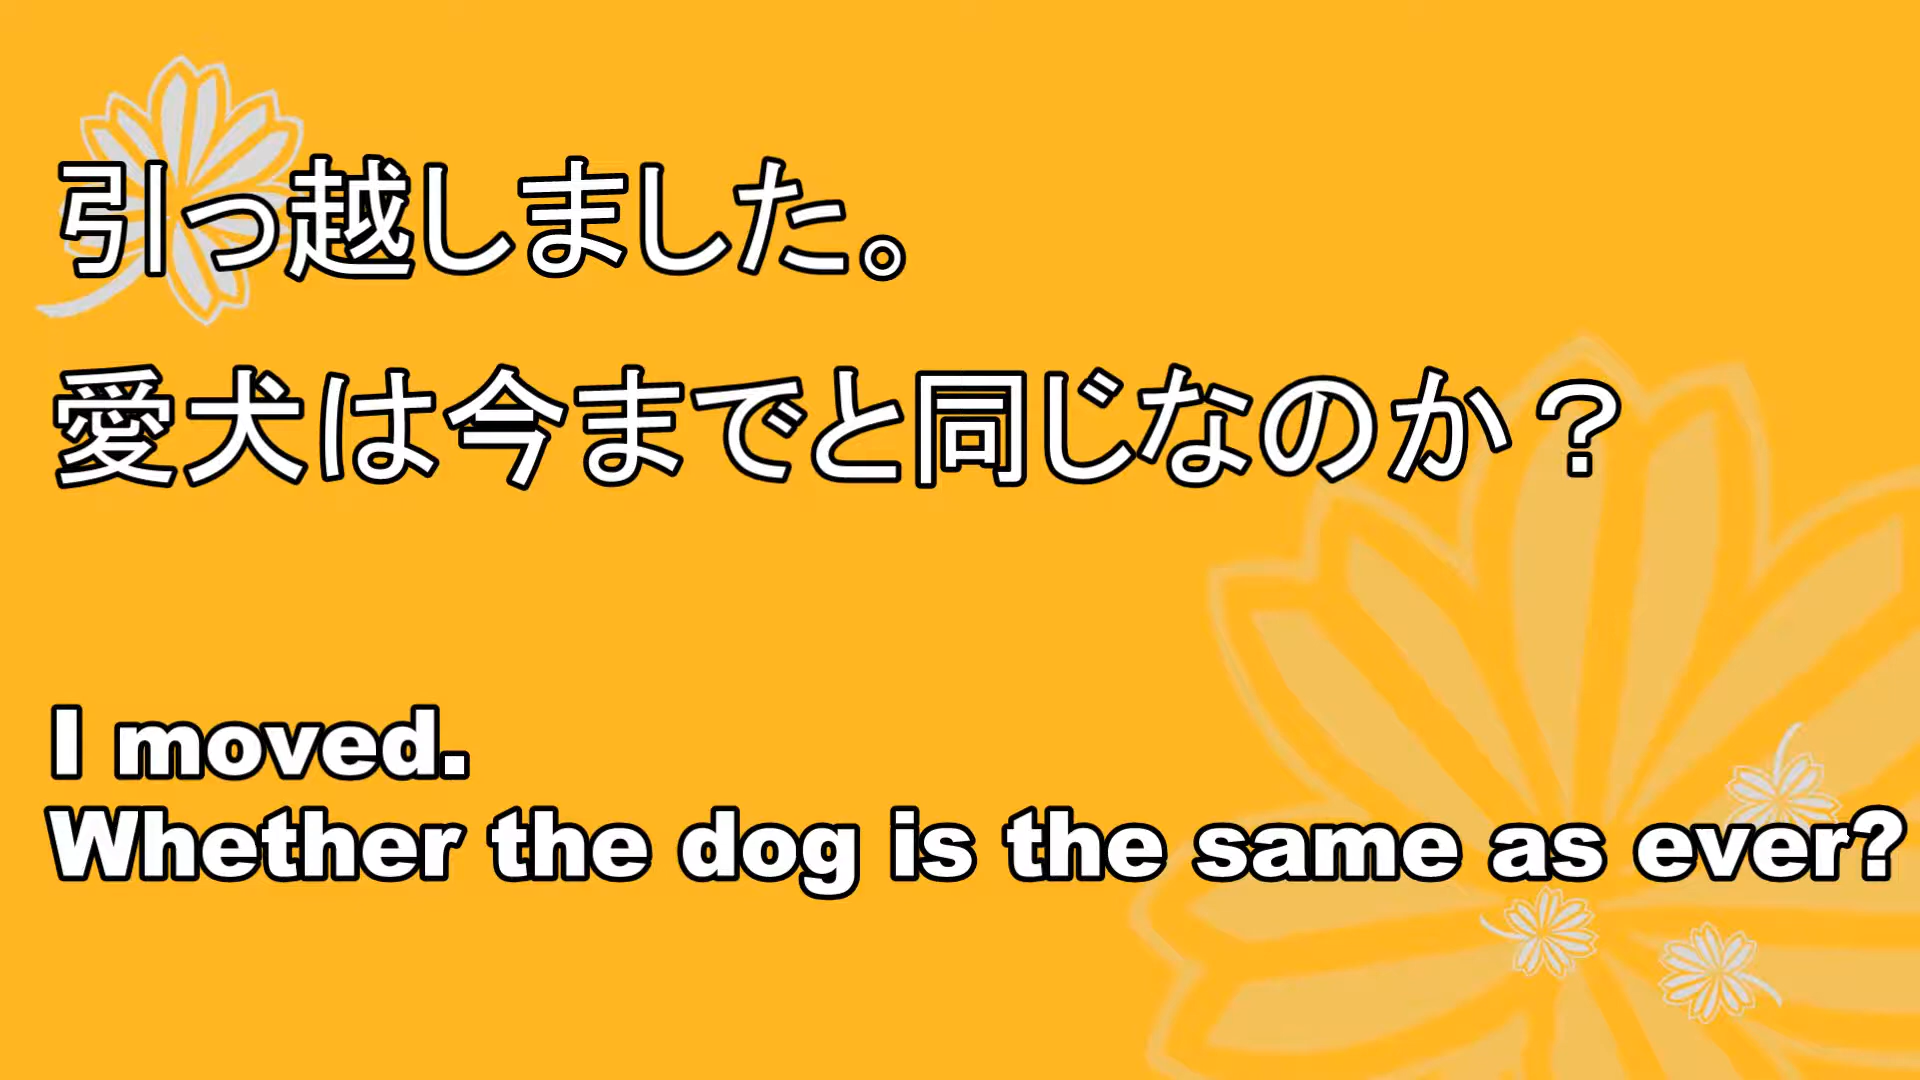 引っ越しました。
愛犬は今までと同じなのか？
I moved.
Whether the dog is the same as ever?